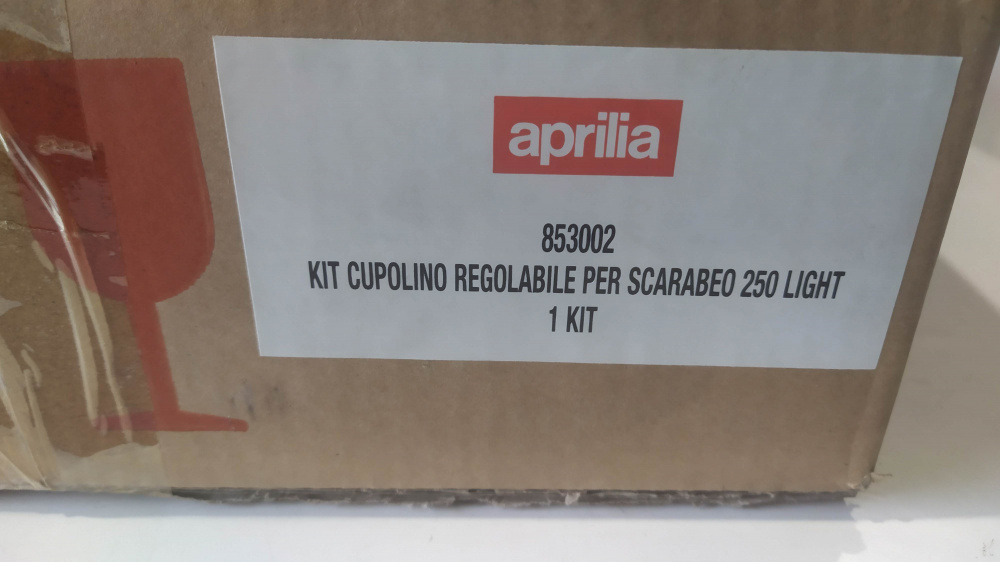 aprilia
853002
KIT CUPOLINO REGOLABILE PER SCARABEO 250 LIGHT
1 KIT